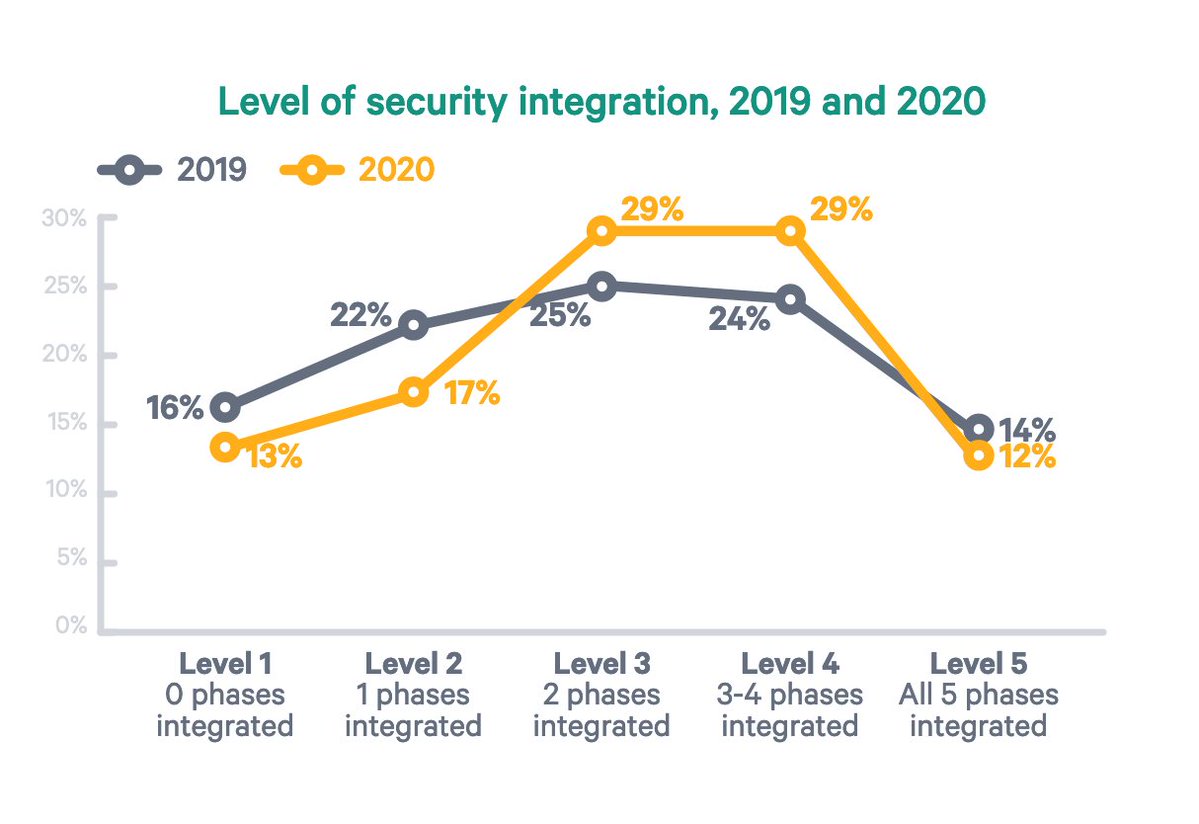 Level of security integration, 2019 and 2020
2019 2020
30%
25%
20%
15%
10%
5%
0%
16%
22%
25%
24%
14%
13%
17%
29%
29%
12%
Level 1
0 phases
integrated
Level 2
1 phases
integrated
Level 3
2 phases
integrated
Level 4
3-4 phases
integrated
Level 5
All 5 phases
integrated